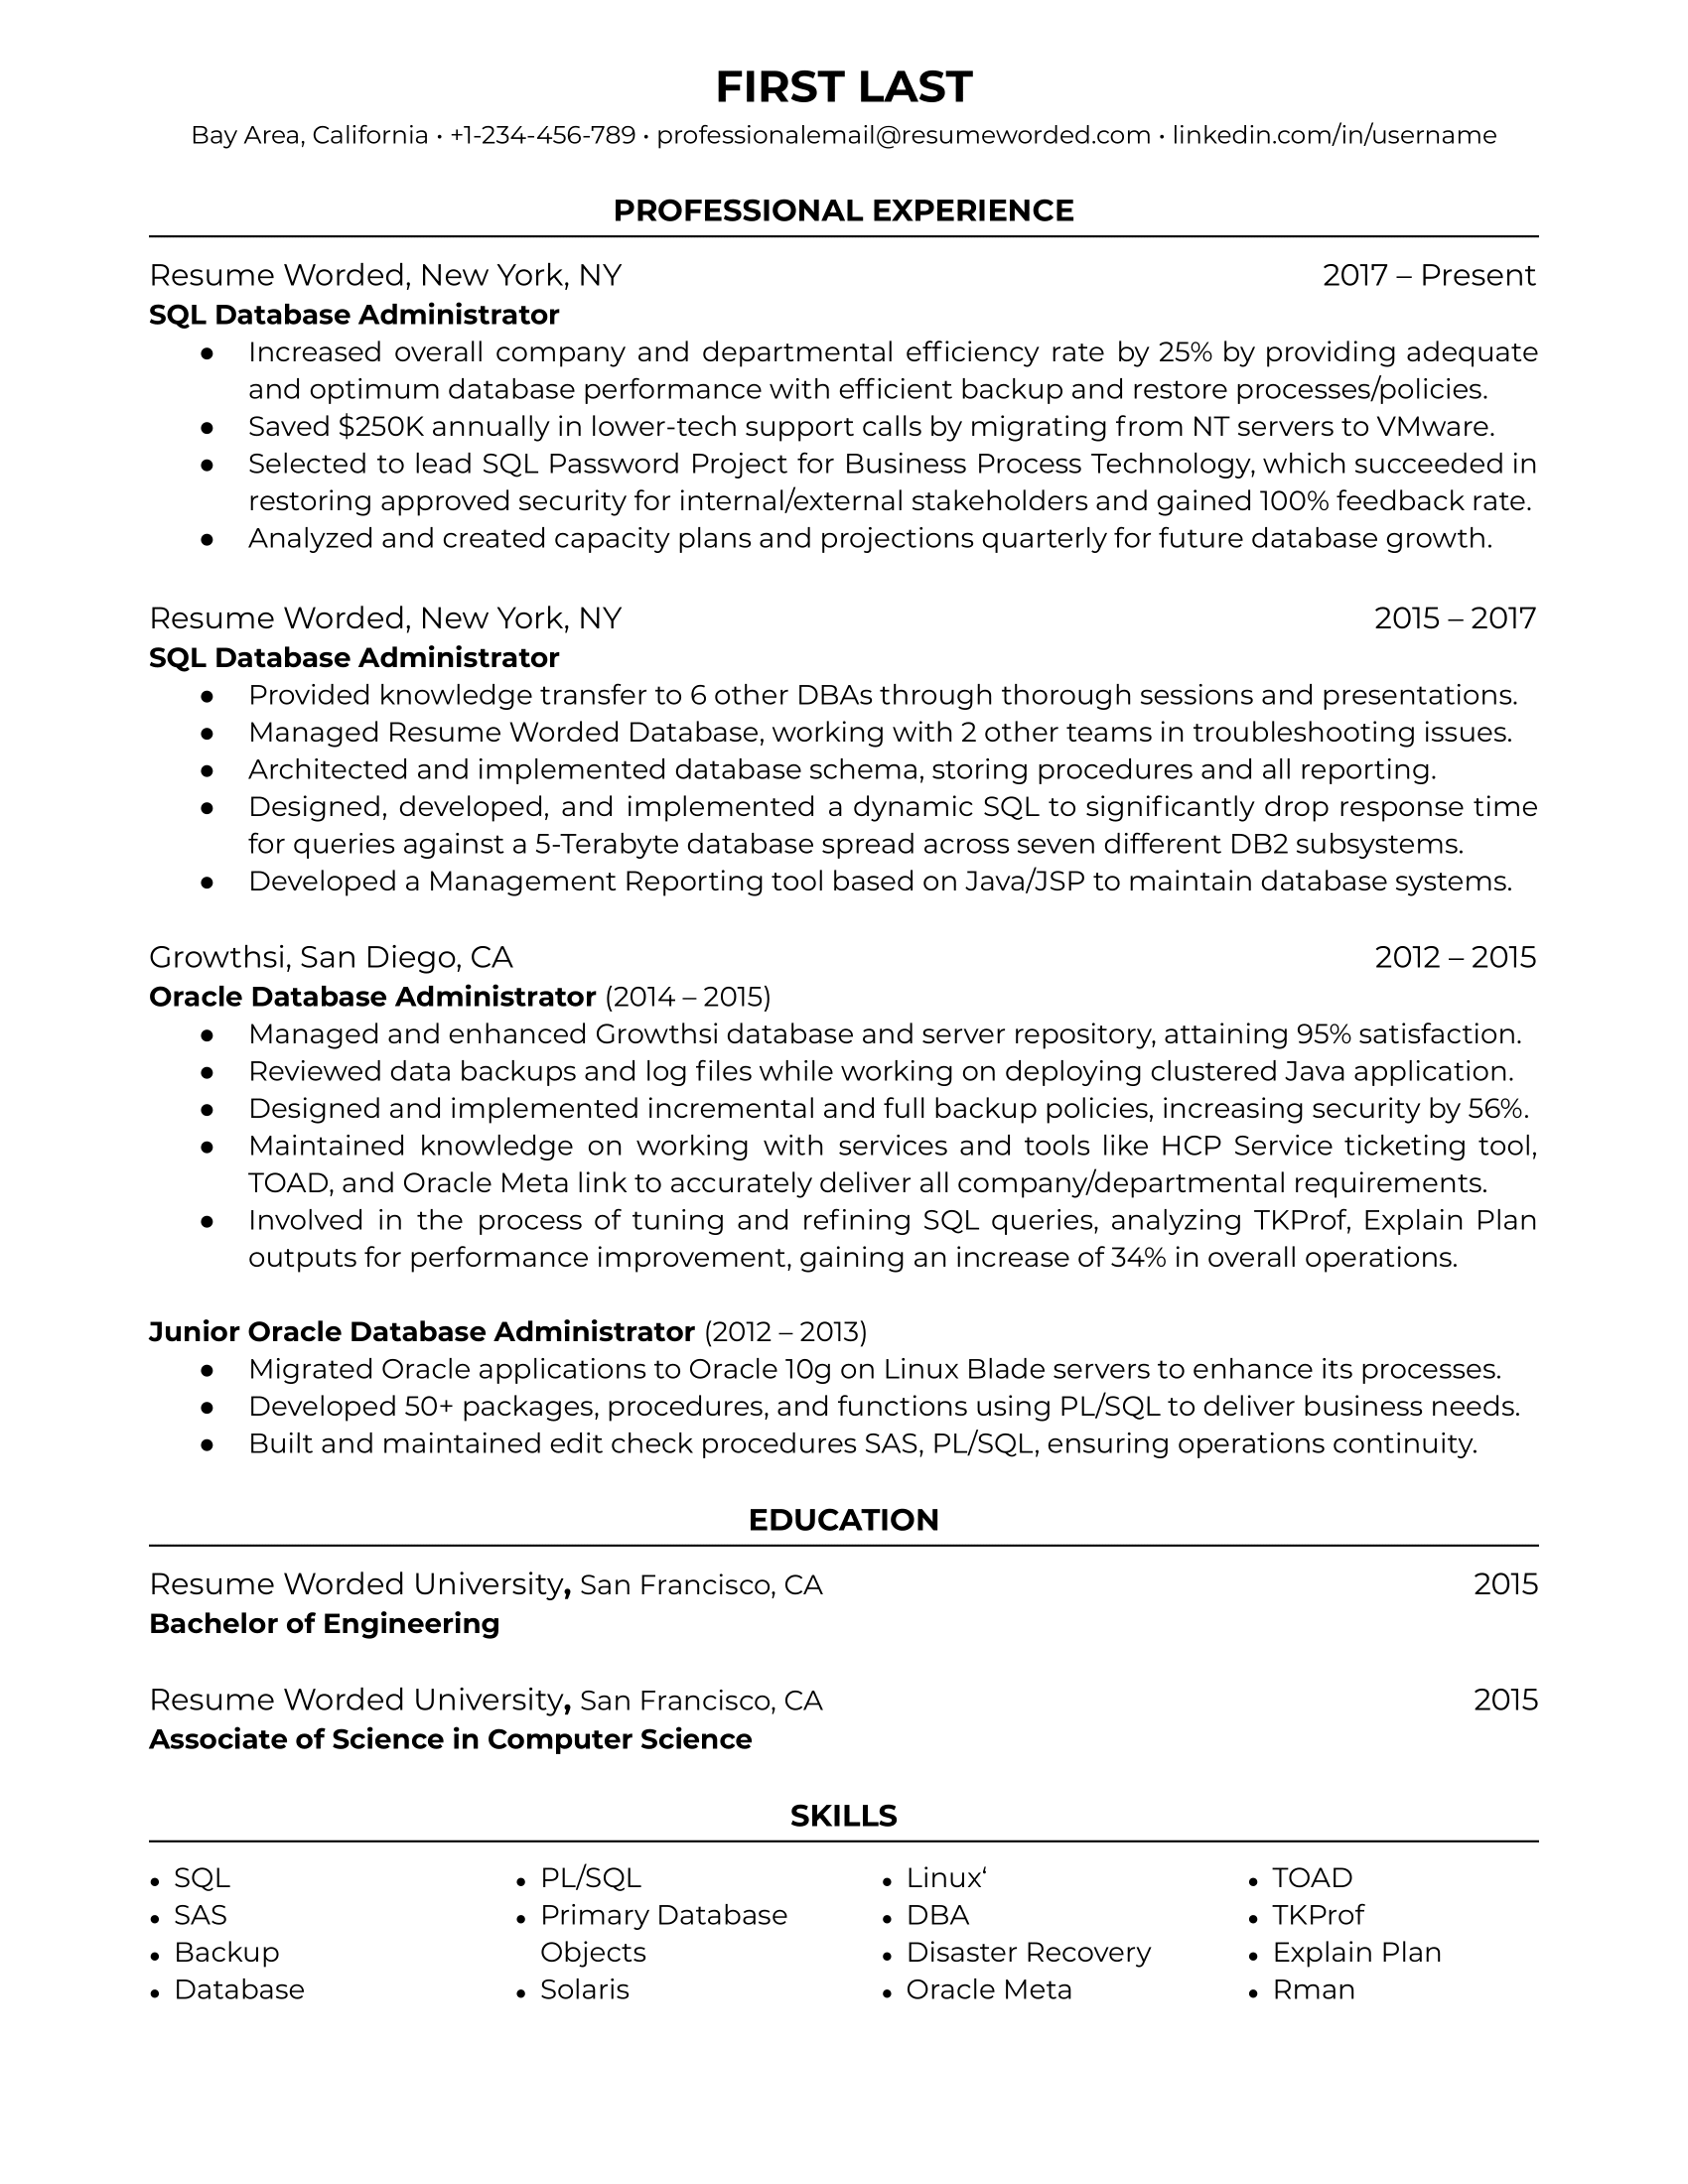 FIRST LAST
Bay Area, California • +1-234-456-789 • professionalemail@resumeworded.com • linkedin.com/in/username
PROFESSIONAL EXPERIENCE
Resume Worded, New York, NY 2017 – Present
SQL Database Administrator
● Increased overall company and departmental efficiency rate by 25% by providing adequate
and optimum database performance with efficient backup and restore processes/policies.
● Saved $250K annually in lower-tech support calls by migrating from NT servers to VMware.
● Selected to lead SQL Password Project for Business Process Technology, which succeeded in
restoring approved security for internal/external stakeholders and gained 100% feedback rate.
● Analyzed and created capacity plans and projections quarterly for future database growth.
Resume Worded, New York, NY 2015 – 2017
SQL Database Administrator
● Provided knowledge transfer to 6 other DBAs through thorough sessions and presentations.
● Managed Resume Worded Database, working with 2 other teams in troubleshooting issues.
● Architected and implemented database schema, storing procedures and all reporting.
● Designed, developed, and implemented a dynamic SQL to significantly drop response time
for queries against a 5-Terabyte database spread across seven different DB2 subsystems.
● Developed a Management Reporting tool based on Java/JSP to maintain database systems.
Growthsi, San Diego, CA 2012 – 2015
Oracle Database Administrator (2014 – 2015)
● Managed and enhanced Growthsi database and server repository, attaining 95% satisfaction.
● Reviewed data backups and log files while working on deploying clustered Java application.
● Designed and implemented incremental and full backup policies, increasing security by 56%.
● Maintained knowledge on working with services and tools like HCP Service ticketing tool,
TOAD, and Oracle Meta link to accurately deliver all company/departmental requirements.
● Involved in the process of tuning and refining SQL queries, analyzing TKProf, Explain Plan
outputs for performance improvement, gaining an increase of 34% in overall operations.
Junior Oracle Database Administrator (2012 – 2013)
● Migrated Oracle applications to Oracle 10g on Linux Blade servers to enhance its processes.
● Developed 50+ packages, procedures, and functions using PL/SQL to deliver business needs.
● Built and maintained edit check procedures SAS, PL/SQL, ensuring operations continuity.
EDUCATION
Resume Worded University, San Francisco, CA 2015
Bachelor of Engineering
Resume Worded University, San Francisco, CA 2015
Associate of Science in Computer Science
SKILLS
• SQL
• SAS
• Backup
• Database
• PL/SQL
• Primary Database
Objects
• Solaris
• Linux‘
• DBA
• Disaster Recovery
• Oracle Meta
• TOAD
• TKProf
• Explain Plan
• Rman